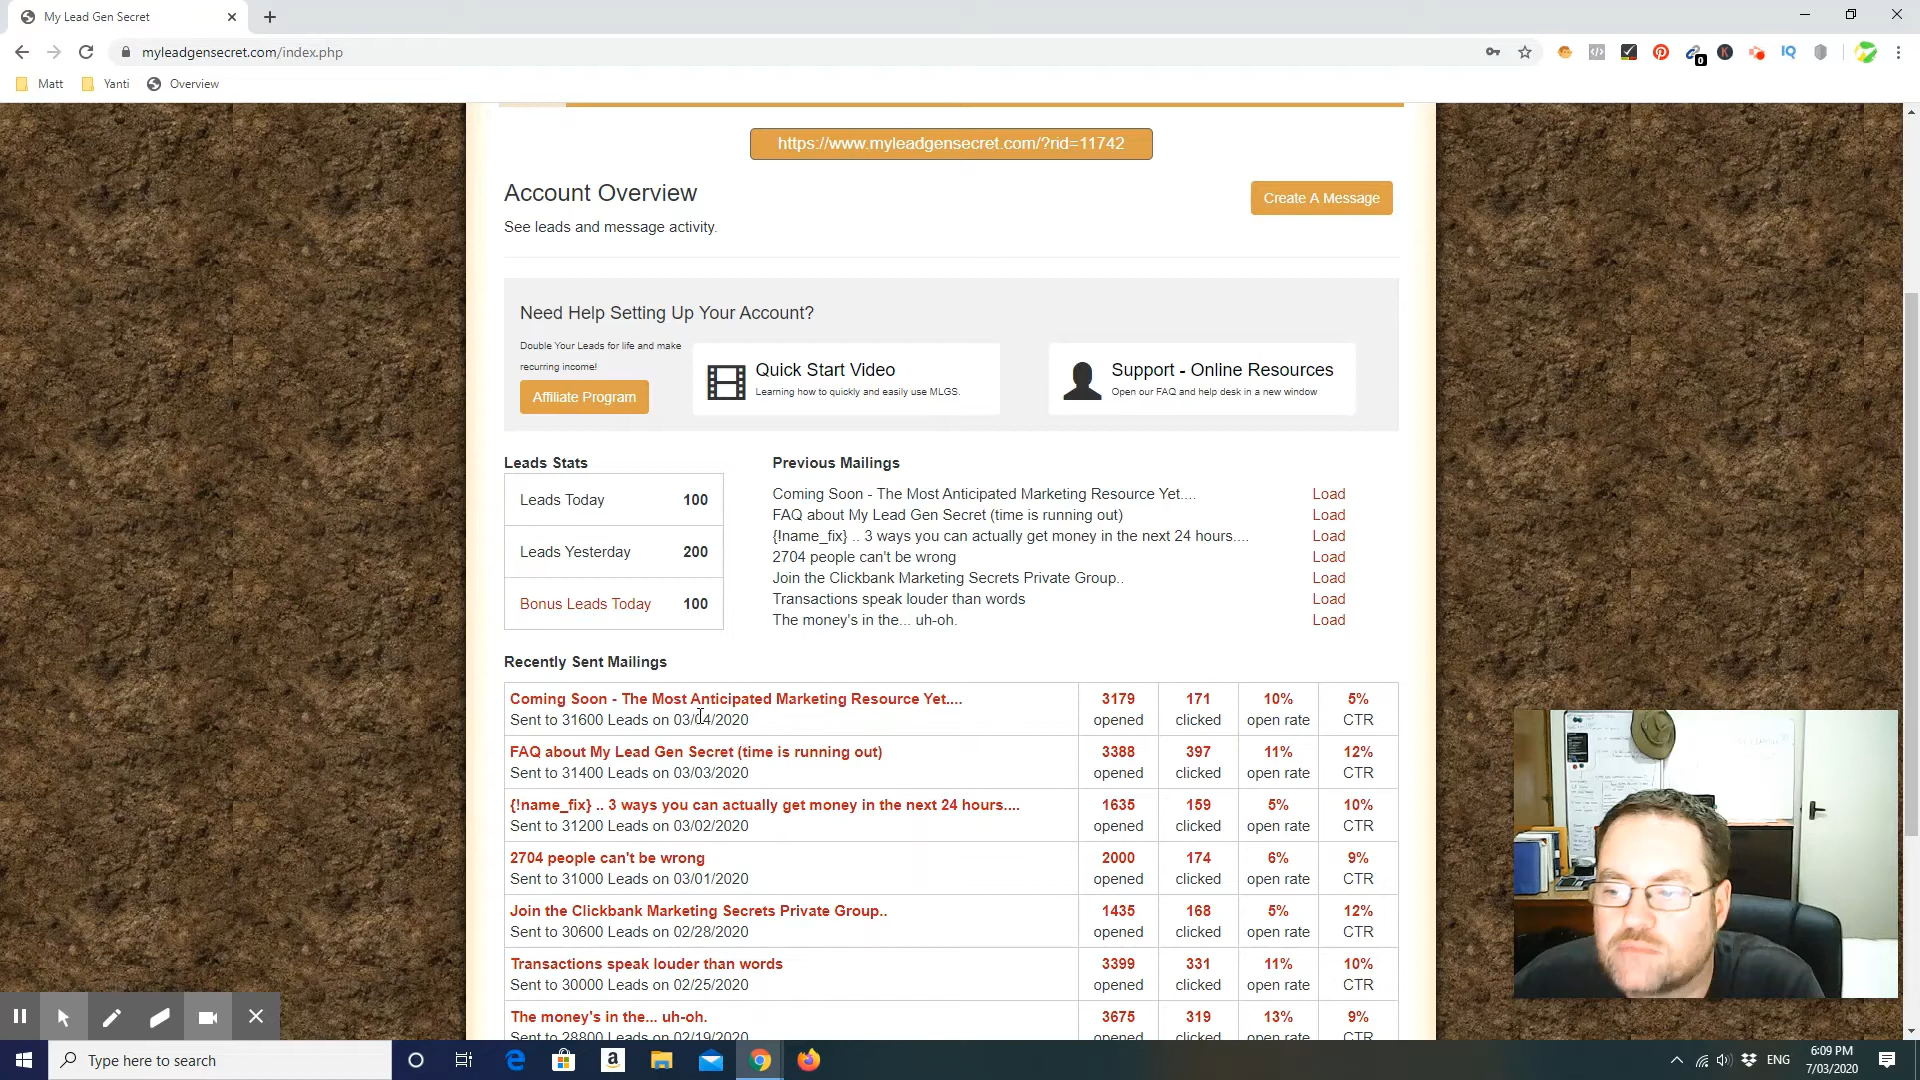 My Lead Gen Secret
myleadgensecret.com/index.php
0
K
IQ
Matt
Yanti
Overview
https://www.myleadgensecret.com/?rid=11742
Account Overview
Create A Message
See leads and message activity.
Need Help Setting Up Your Account?
Double Your Leads for life and make
recurring income!
Affiliate Program
Quick Start Video
Learning how to quickly and easily use MLGS.
Support - Online Resources
Open our FAQ and help desk in a new window
Leads Stats
Leads Today 100
Leads Yesterday 200
Bonus Leads Today 100
Previous Mailings
Coming Soon - The Most Anticipated Marketing Resource Yet.... Load
FAQ about My Lead Gen Secret (time is running out) Load
{!name_fix} .. 3 ways you can actually get money in the next 24 hours.... Load
2704 people can't be wrong Load
Join the Clickbank Marketing Secrets Private Group.. Load
Transactions speak louder than words Load
The money's in the... uh-oh. Load
Recently Sent Mailings
Coming Soon - The Most Anticipated Marketing Resource Yet.... 3179 171 10% 5%
Sent to 31600 Leads on 03/04/2020 opened clicked open rate CTR
FAQ about My Lead Gen Secret (time is running out) 3388 397 11% 12%
Sent to 31400 Leads on 03/03/2020 opened clicked open rate CTR
{!name_fix} .. 3 ways you can actually get money in the next 24 hours.... 1635 159 5% 10%
Sent to 31200 Leads on 03/02/2020 opened clicked open rate CTR
2704 people can't be wrong 2000 174 6% 9%
Sent to 31000 Leads on 03/01/2020 opened clicked open rate CTR
Join the Clickbank Marketing Secrets Private Group.. 1435 168 5% 12%
Sent to 30600 Leads on 02/28/2020 opened clicked open rate CTR
Transactions speak louder than words 3399 331 11% 10%
Sent to 30000 Leads on 02/25/2020 opened clicked open rate CTR
The money's in the... uh-oh. 3675 319 13% 9%
Sent to 28800 Leads on 02/19/2020 opened clicked open rate CTR
Type here to search
ENG
6:09 PM
7/03/2020